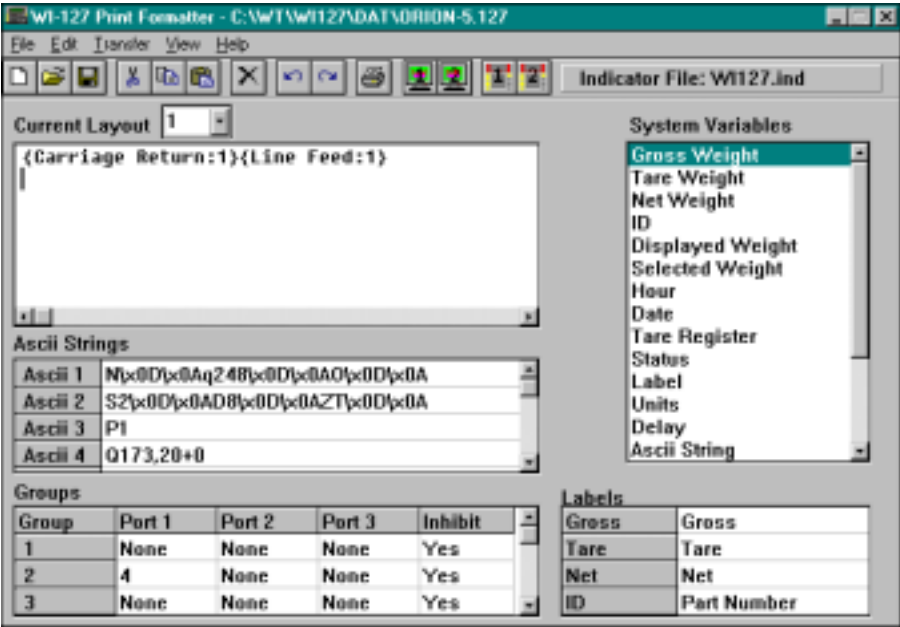 WI-127 Print Formatter - C:\WT\WI127\DAT\ORION-5.127
File Edit Transfer View Help
1 2 1 2 Indicator File: WI127.ind
Current Layout 1
{Carriage Return:1}{Line Feed:1}
System Variables
Gross Weight
Tare Weight
Net Weight
ID
Displayed Weight
Selected Weight
Hour
Date
Tare Register
Status
Label
Units
Delay
Ascii String
Ascii Strings
Ascii 1 N\x0D\x0Aq248\x0D\x0AO\x0D\x0A
Ascii 2 S2\x0D\x0AD8\x0D\x0AZT\x0D\x0A
Ascii 3 P1
Ascii 4 Q173,20+0
Groups
Group Port 1 Port 2 Port 3 Inhibit
1 None None None Yes
2 4 None None Yes
3 None None None Yes
Labels
Gross Gross
Tare Tare
Net Net
ID Part Number